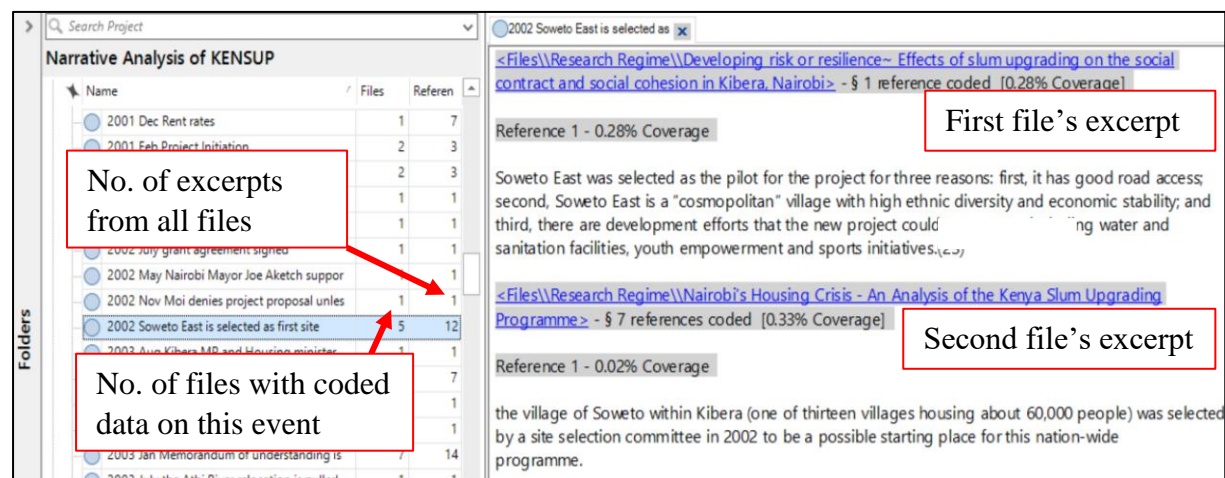 Search Project
Narrative Analysis of KENSUP
Name Files Referen
2001 Dec Rent rates 1 7
2001 Feb Project Initiation 2 3
2 3
1 1
1 1
2002 July grant agreement signed 1 1
2002 May Nairobi Mayor Joe Aketch suppor 1
2002 Nov Moi denies project proposal unles 1 1
2002 Soweto East is selected as first site 5 12
2003 Aug Kibera MP and Housing minister 1 1
7
1
1
2003 Jan Memorandum of understanding is 7 14
No. of excerpts
from all files
No. of files with coded
data on this event
Folders
2002 Soweto East is selected as
<Files\\Research Regime\\Developing risk or resilience~ Effects of slum upgrading on the social
contract and social cohesion in Kibera, Nairobi> - § 1 reference coded [0.28% Coverage]
First file's excerpt
Reference 1 - 0.28% Coverage
Soweto East was selected as the pilot for the project for three reasons: first, it has good road access;
second, Soweto East is a "cosmopolitan" village with high ethnic diversity and economic stability; and
third, there are development efforts that the new project could ng water and
sanitation facilities, youth empowerment and sports initiatives.
<Files\\Research Regime\\Nairobi's Housing Crisis - An Analysis of the Kenya Slum Upgrading
Programme> - § 7 references coded [0.33% Coverage]
Second file's excerpt
Reference 1 - 0.02% Coverage
the village of Soweto within Kibera (one of thirteen villages housing about 60,000 people) was selected
by a site selection committee in 2002 to be a possible starting place for this nation-wide
programme.